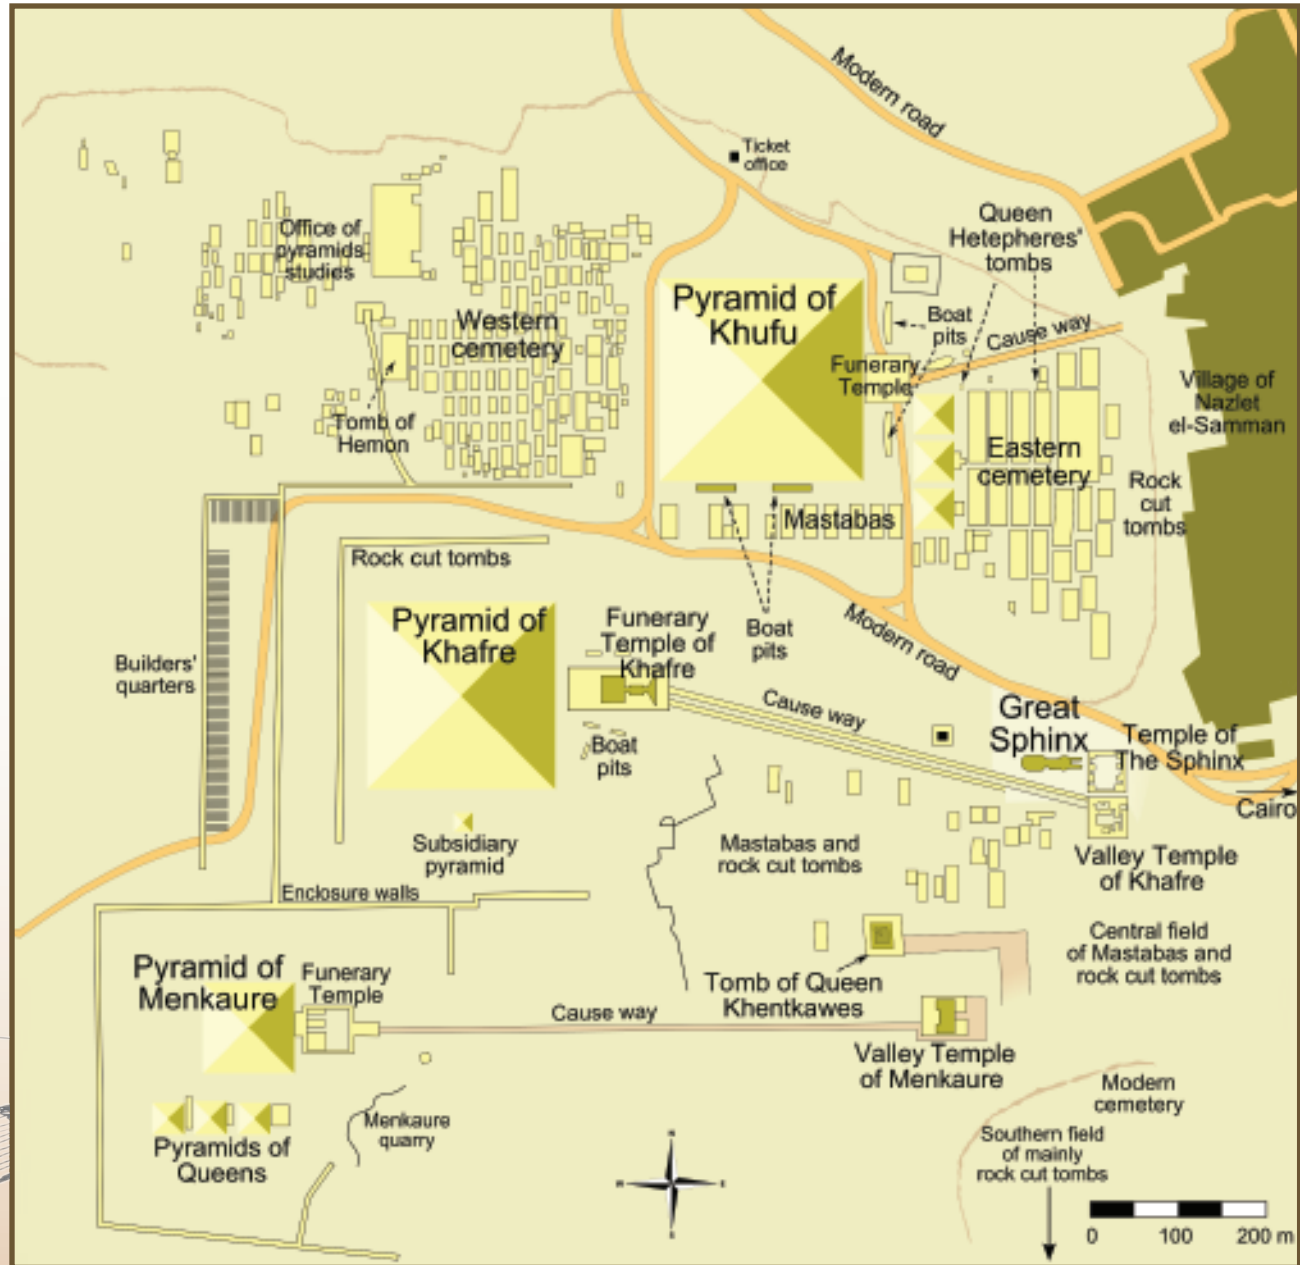 Modern road
Ticket
office
Queen
Hetepheres'
tombs
Office of
pyramids
studies
Pyramid of
Khufu
Boat
pits
Cause way
Western
cemetery
Funerary
Temple
Village of
Nazlet
el-Samman
Tomb of
Hemon
Eastern
cemetery
Rock
cut
tombs
Mastabas
Rock cut tombs
Pyramid of
Khafre
Funerary
Temple of
Khafre
Boat
pits
Modern road
Builders'
quarters
Cause way
Great
Sphinx
Temple of
The Sphinx
Boat
pits
Cairo
Subsidiary
pyramid
Mastabas and
rock cut tombs
Valley Temple
of Khafre
Enclosure walls
Central field
of Mastabas and
rock cut tombs
Pyramid of
Menkaure
Funerary
Temple
Tomb of Queen
Khentkawes
Cause way
Valley Temple
of Menkaure
Modern
cemetery
Menkaure
quarry
Pyramids of
Queens
Southern field
of mainly
rock cut tombs
0 100 200 m